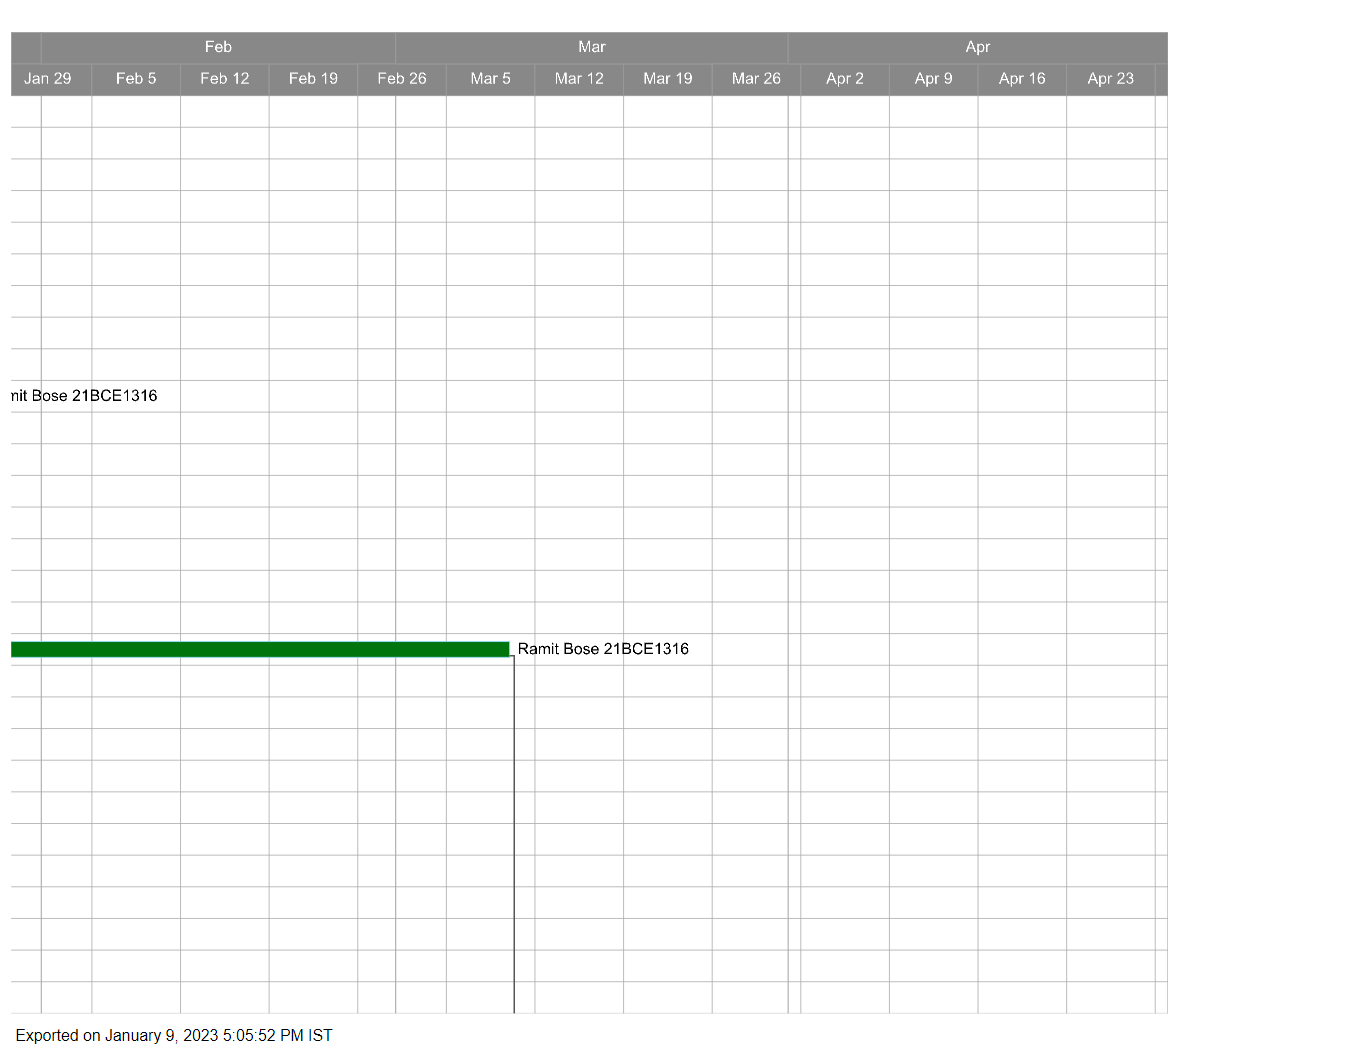 Feb Mar Apr
Jan 29 Feb 5 Feb 12 Feb 19 Feb 26 Mar 5 Mar 12 Mar 19 Mar 26 Apr 2 Apr 9 Apr 16 Apr 23
mit Bose 21BCE1316
Ramit Bose 21BCE1316
Exported on January 9, 2023 5:05:52 PM IST